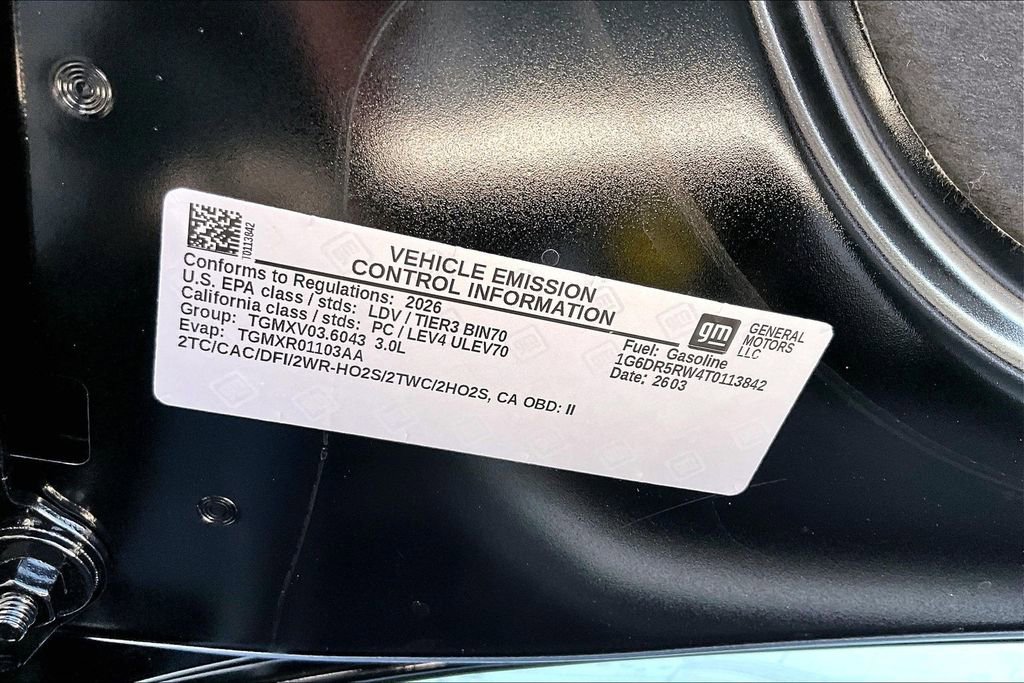 T0113842
VEHICLE EMISSION
CONTROL INFORMATION
Conforms to Regulations: 2026
U.S. EPA class / stds: LDV / TIER3 BIN70
California class / stds: PC / LEV4 ULEV70
Group: TGMXV03.6043 3.0L
Evap: TGMXR01103AA
2TC/CAC/DFI/2WR-HO2S/2TWC/2HO2S, CA OBD: II
gm
GENERAL
MOTORS
LLC
Fuel: Gasoline
1G6DR5RW4T0113842
Date: 2603